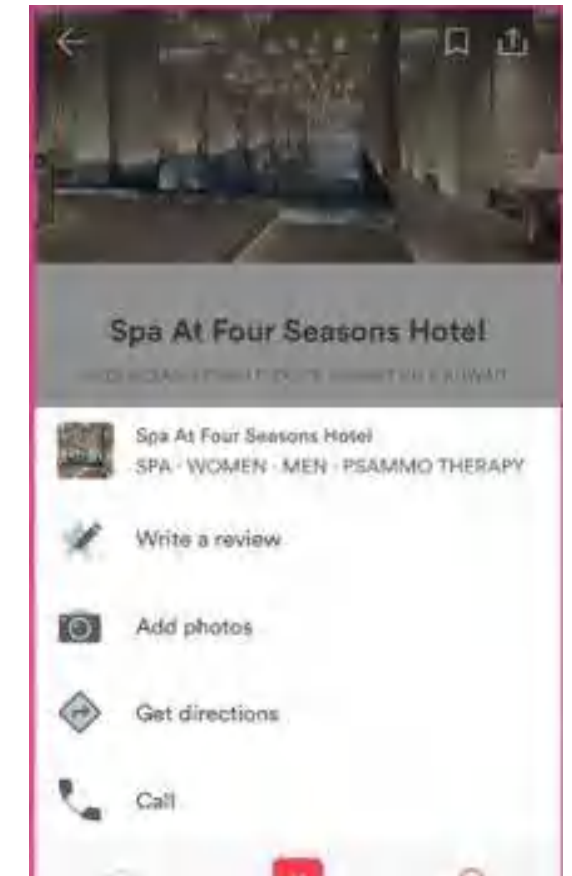 Spa At Four Seasons Hotel
KUWAIT
Spa At Four Seasons Hotel
SPA · WOMEN · MEN · PSAMMO THERAPY
Write a review
Add photos
Get directions
Call